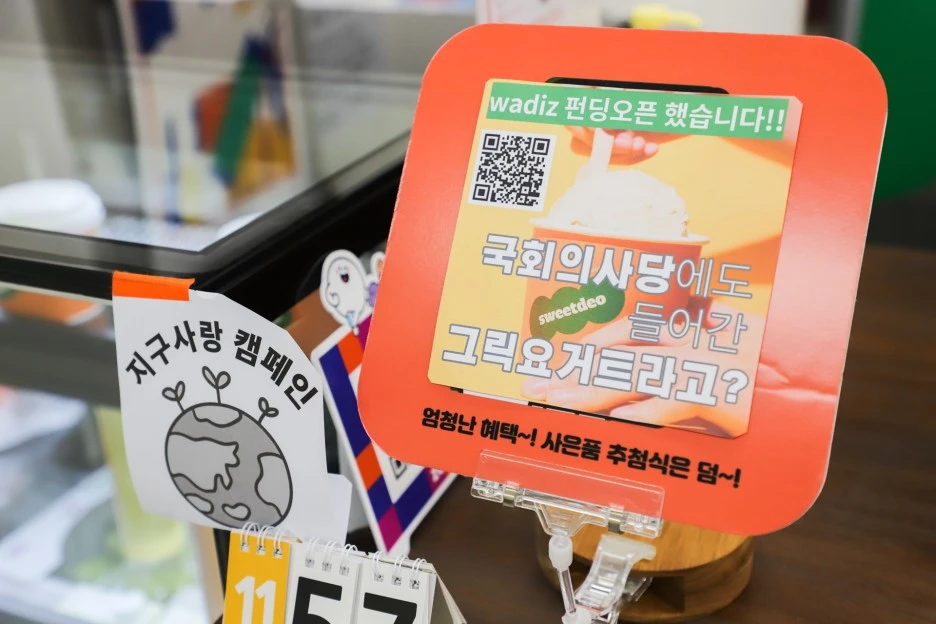 wadiz 펀딩오픈 했습니다!!
국회의사당에도
sweetdeo
들어간
그릭요거트라고?
엄청난 혜택~! 사은품 추첨식은 덤~!
지구사랑 캠페인
11
57